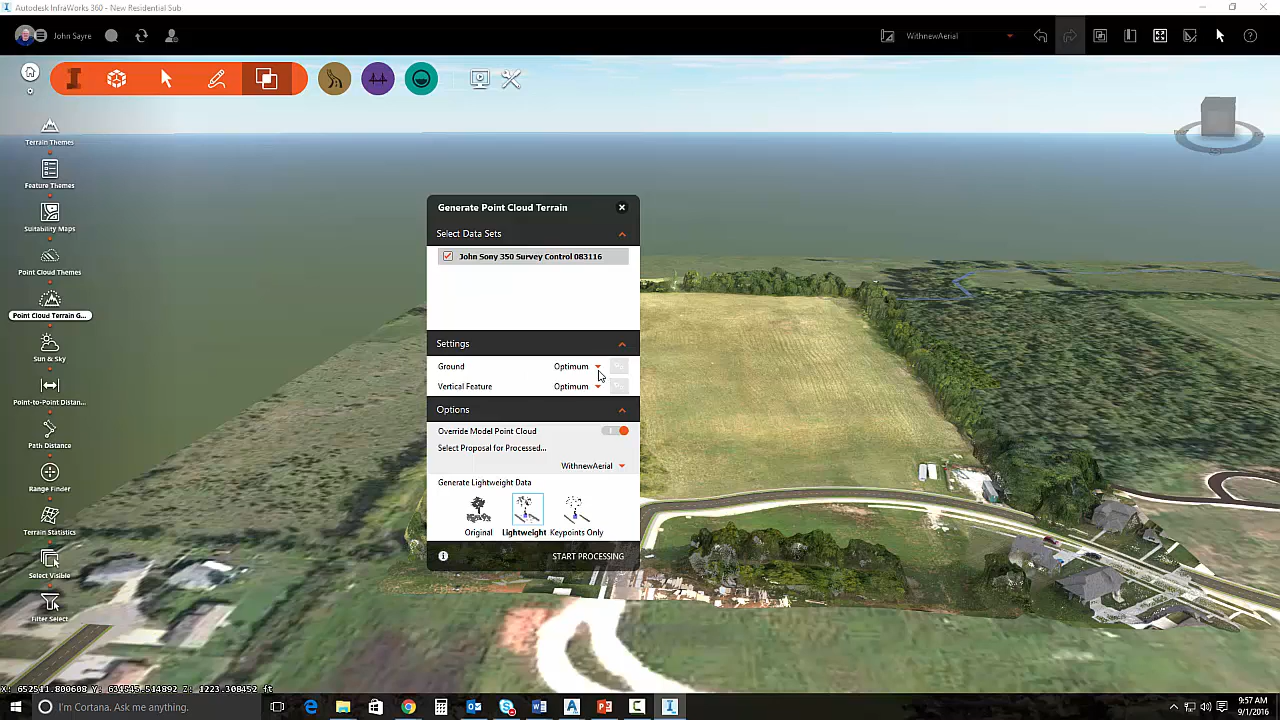 Autodesk InfraWorks 360 - New Residential Sub
John Sayre
WithnewAerial
Terrain Themes
Feature Themes
Suitability Maps
Point Cloud Themes
Point Cloud Terrain G...
Sun & Sky
Point-to-Point Distan...
Path Distance
Range Finder
Terrain Statistics
Select Visible
Filter Select
Generate Point Cloud Terrain
Select Data Sets
John Sony 350 Survey Control 083116
Settings
Ground Optimum
Vertical Feature Optimum
Options
Override Model Point Cloud
Select Proposal for Processed...
WithnewAerial
Generate Lightweight Data
Original Lightweight Keypoints Only
START PROCESSING
I'm Cortana. Ask me anything.
9:57 AM
9/1/2016